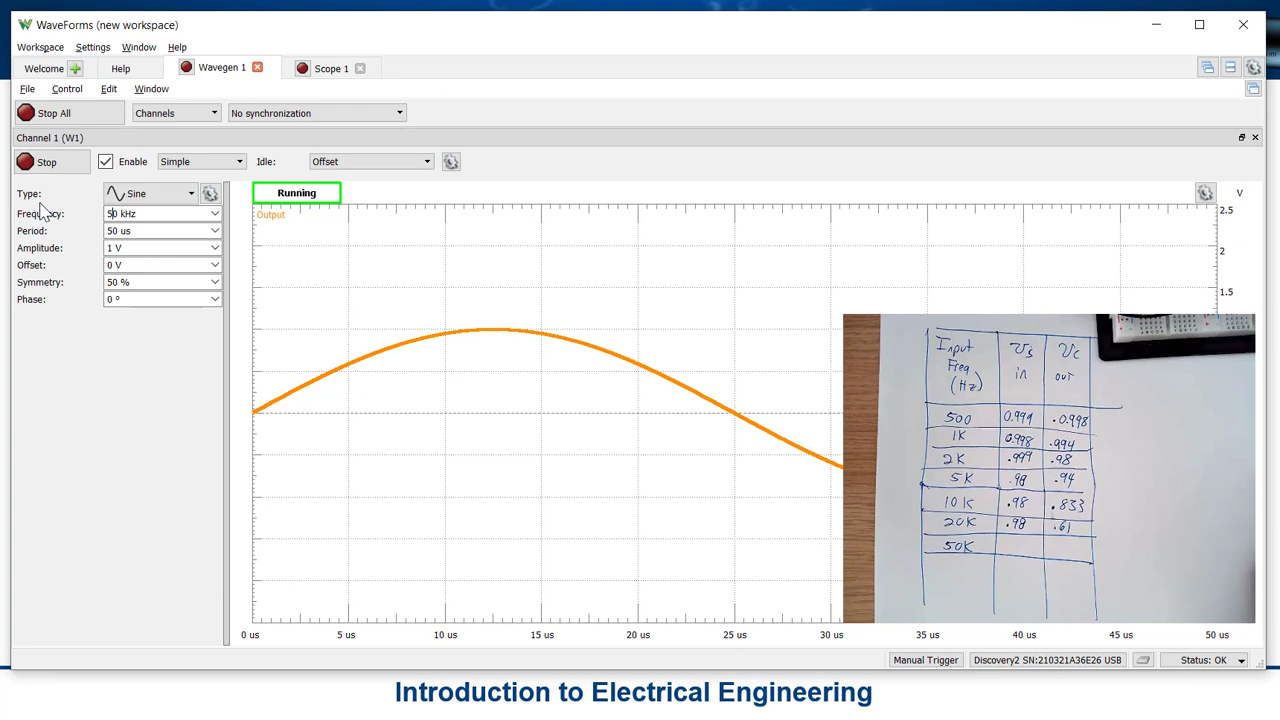 WaveForms (new workspace)
Workspace Settings Window Help
Welcome Help Wavegen 1 Scope 1
File Control Edit Window
Stop All Channels No synchronization
Channel 1 (W1)
Stop Enable Simple Idle: Offset
Type: Sine
Frequency: 50 kHz
Period: 50 us
Amplitude: 1 V
Offset: 0 V
Symmetry: 50 %
Phase: 0 º
Running
Output
V
2.5
2
1.5
0 us 5 us 10 us 15 us 20 us 25 us 30 us 35 us 40 us 45 us 50 us
Input Freq (Hz) Vs in Vc out
500 0.999 .0.998
1K 0.998 .994
2K .999 .98
5K .98 .94
10K .98 .833
20K .98 .61
50K
Manual Trigger Discovery2 SN:210321A36E26 USB Status: OK
Introduction to Electrical Engineering